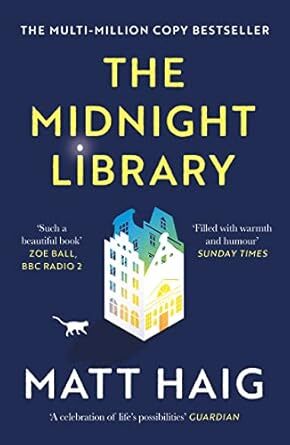 THE MULTI-MILLION COPY BESTSELLER
THE
MIDNIGHT
LiBRARY
‘Such a
beautiful book’
ZOE BALL,
BBC RADIO 2
‘Filled with warmth
and humour’
SUNDAY TIMES
MATT HAIG
‘A celebration of life’s possibilities’ GUARDIAN